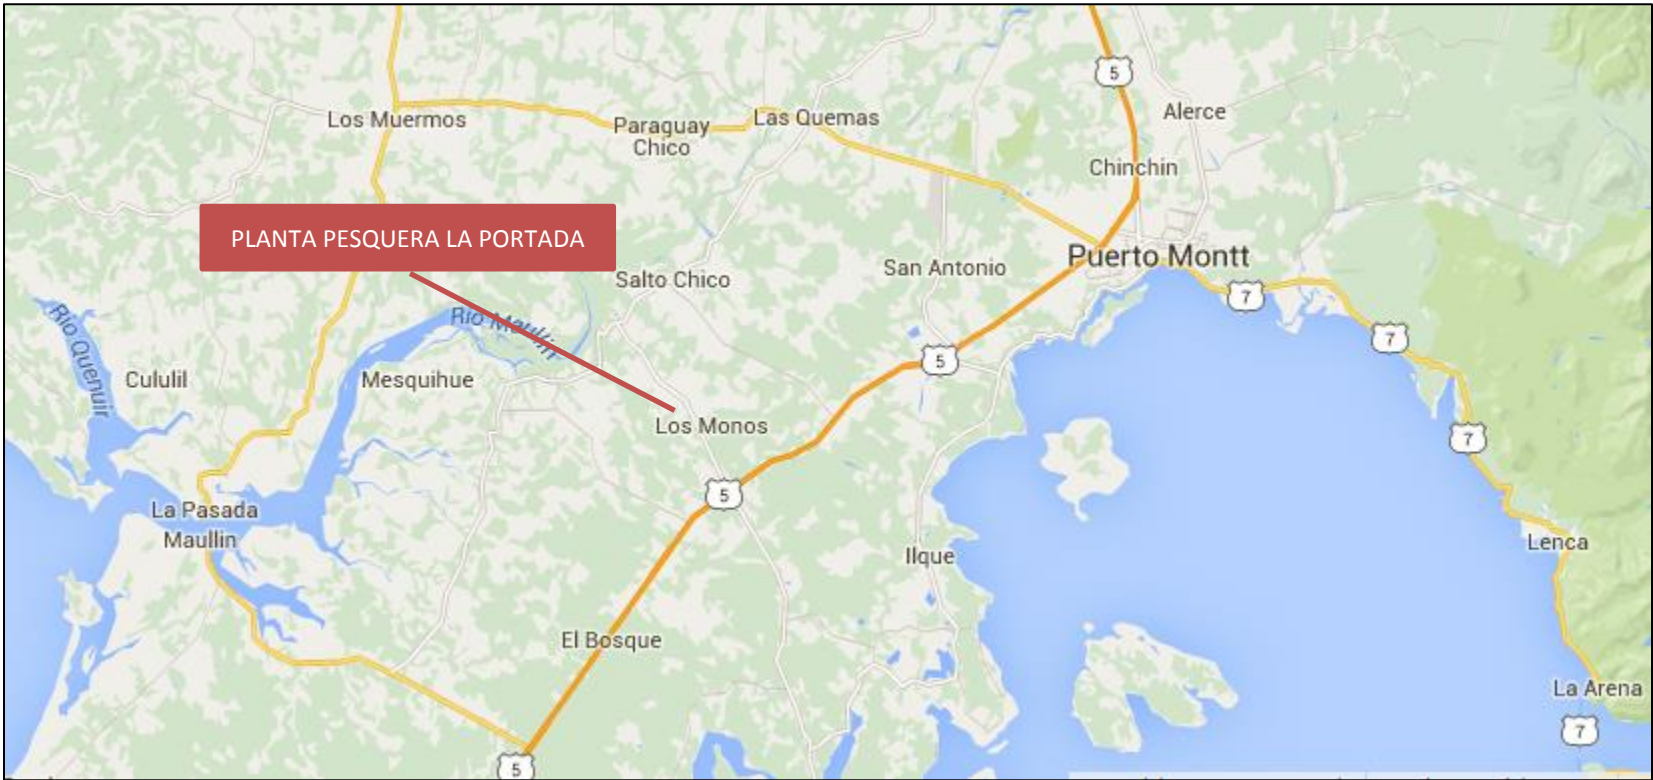 5
Alerce
Los Muermos
Paraguay
Chico
Las Quemas
Chinchin
PLANTA PESQUERA LA PORTADA
Puerto Montt
San Antonio
Salto Chico
7
Río Quenuir
Río Maullín
7
5
Cululil
Mesquihue
Los Monos
7
5
La Pasada
Maullin
Ilque
Lenca
El Bosque
La Arena
7
5